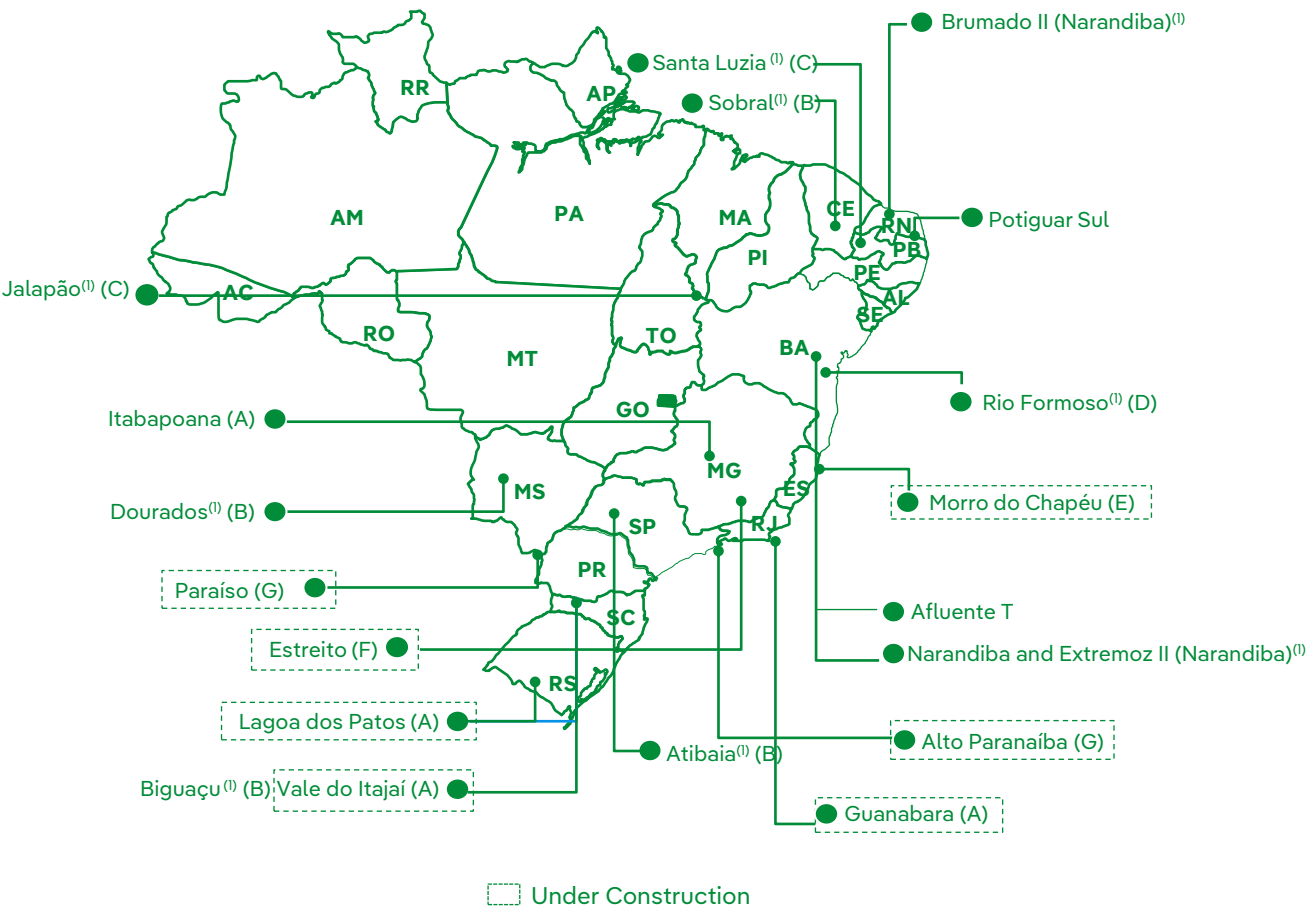 Brumado II (Narandiba)⁽¹⁾
Santa Luzia ⁽¹⁾ (C)
RR
AP
Sobral⁽¹⁾ (B)
AM
PA
MA
CE
RN
Potiguar Sul
PB
PI
PE
Jalapão⁽¹⁾ (C)
AC
AL
SE
RO
TO
MT
BA
GO
Rio Formoso⁽¹⁾ (D)
Itabapoana (A)
MG
MS
ES
Morro do Chapéu (E)
Dourados⁽¹⁾ (B)
SP
RJ
PR
Paraíso (G)
SC
Afluente T
Estreito (F)
Narandiba and Extremoz II (Narandiba)⁽¹⁾
RS
Lagoa dos Patos (A)
Alto Paranaíba (G)
Atibaia⁽¹⁾ (B)
Biguaçu ⁽¹⁾ (B) Vale do Itajaí (A)
Guanabara (A)
Under Construction